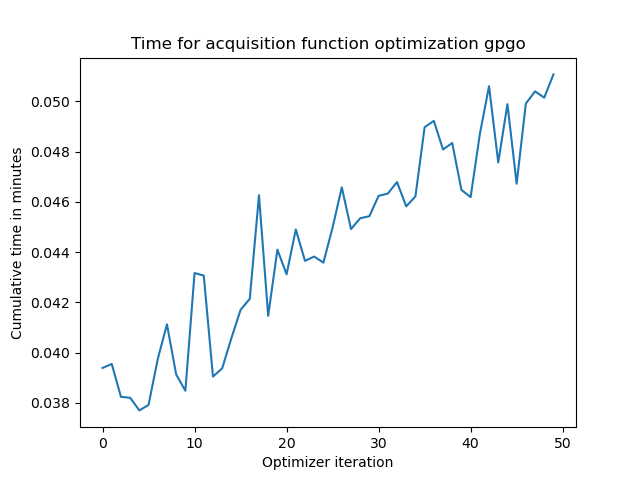 Time for acquisition function optimization gpgo
Cumulative time in minutes
0.050
0.048
0.046
0.044
0.042
0.040
0.038
0 10 20 30 40 50
Optimizer iteration